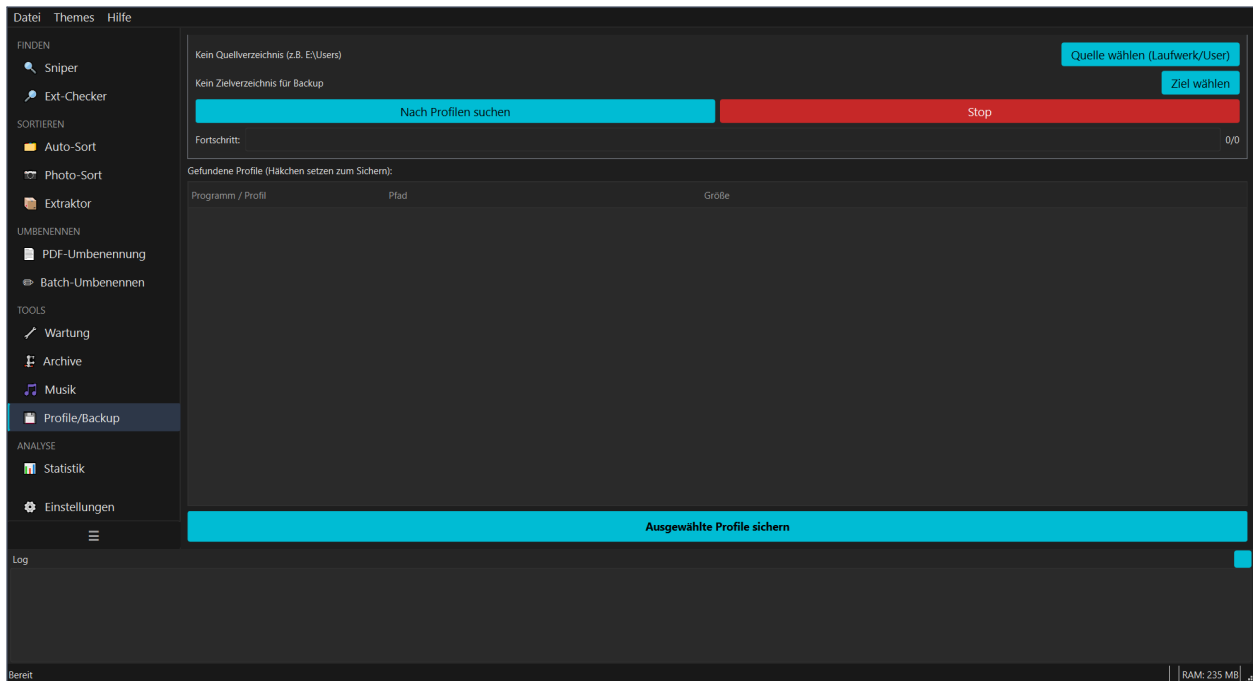 Datei Themes Hilfe
FINDEN
Sniper
Ext-Checker
SORTIEREN
Auto-Sort
Photo-Sort
Extraktor
UMBENENNEN
PDF-Umbenennung
Batch-Umbenennen
TOOLS
Wartung
Archive
Musik
Profile/Backup
ANALYSE
Statistik
Einstellungen
Kein Quellverzeichnis (z.B. E:\Users) Quelle wählen (Laufwerk/User)
Kein Zielverzeichnis für Backup Ziel wählen
Nach Profilen suchen Stop
Fortschritt: 0/0
Gefundene Profile (Häkchen setzen zum Sichern):
Programm / Profil Pfad Größe
Ausgewählte Profile sichern
Log
Bereit RAM: 235 MB